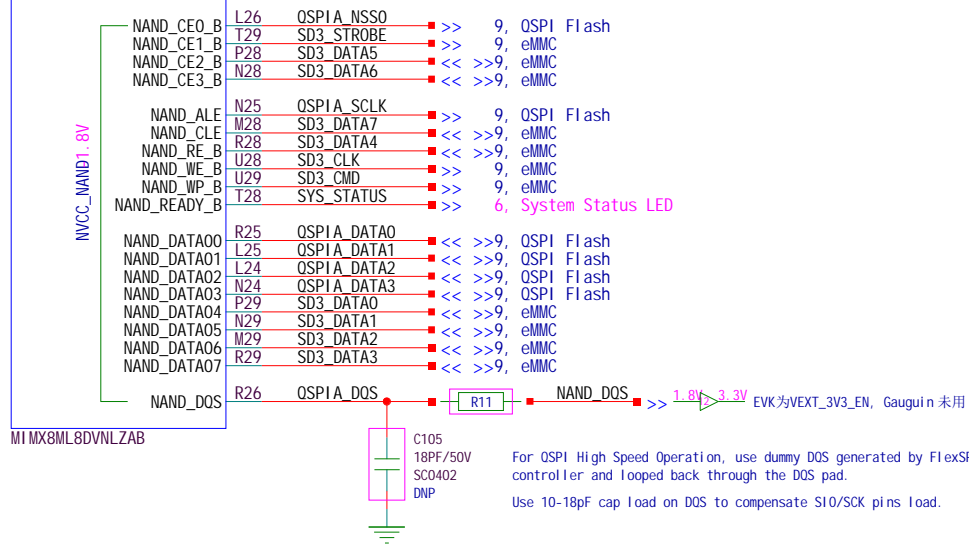 NAND_CE0_B L26 QSPIA_NSS0 >> 9, QSPI Flash
NAND_CE1_B T29 SD3_STROBE >> 9, eMMC
NAND_CE2_B P28 SD3_DATA5 << >>9, eMMC
NAND_CE3_B N28 SD3_DATA6 << >>9, eMMC
NAND_ALE N25 QSPIA_SCLK >> 9, QSPI Flash
NAND_CLE M28 SD3_DATA7 << >>9, eMMC
NAND_RE_B R28 SD3_DATA4 << >>9, eMMC
NAND_WE_B U28 SD3_CLK >> 9, eMMC
NAND_WP_B U29 SD3_CMD >> 9, eMMC
NAND_READY_B T28 SYS_STATUS >> 6, System Status LED
NVCC_NAND1.8V
NAND_DATA00 R25 QSPIA_DATA0 << >>9, QSPI Flash
NAND_DATA01 L25 QSPIA_DATA1 << >>9, QSPI Flash
NAND_DATA02 L24 QSPIA_DATA2 << >>9, QSPI Flash
NAND_DATA03 N24 QSPIA_DATA3 << >>9, QSPI Flash
NAND_DATA04 P29 SD3_DATA0 << >>9, eMMC
NAND_DATA05 N29 SD3_DATA1 << >>9, eMMC
NAND_DATA06 M29 SD3_DATA2 << >>9, eMMC
NAND_DATA07 R29 SD3_DATA3 << >>9, eMMC
NAND_DQS R26 QSPIA_DQS R11 NAND_DQS >> 1.8V 2 3.3V EVK为VEXT_3V3_EN, Gauguin 未用
MIMX8ML8DVNLZAB
C105
18PF/50V
SC0402
DNP
For QSPI High Speed Operation, use dummy DQS generated by FlexSP
controller and looped back through the DQS pad.
Use 10-18pF cap load on DQS to compensate SIO/SCK pins load.